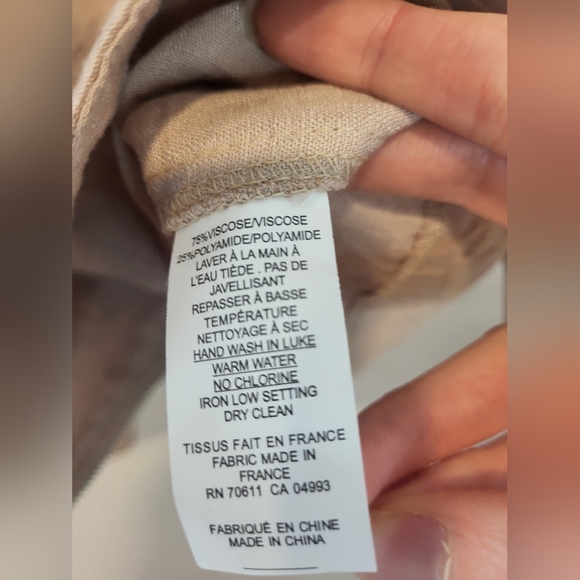 75%VISCOSE/VISCOSE
25%POLYAMIDE/POLYAMIDE
LAVER À LA MAIN À
L'EAU TIÈDE . PAS DE
JAVELLISANT
REPASSER À BASSE
TEMPÉRATURE
NETTOYAGE À SEC
HAND WASH IN LUKE
WARM WATER
NO CHLORINE
IRON LOW SETTING
DRY CLEAN
TISSUS FAIT EN FRANCE
FABRIC MADE IN
FRANCE
RN 70611 CA 04993
FABRIQUÉ EN CHINE
MADE IN CHINA